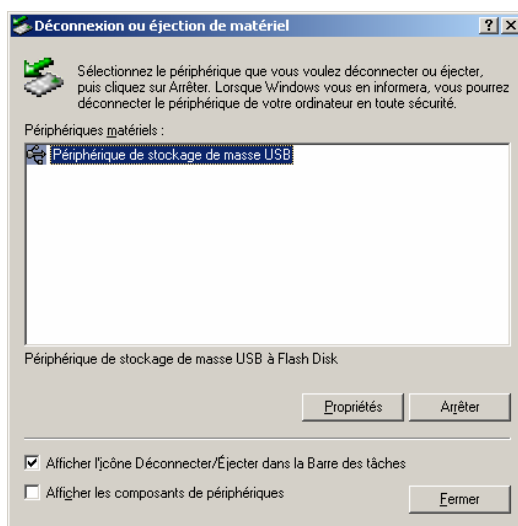 Déconnexion ou éjection de matériel
Sélectionnez le périphérique que vous voulez déconnecter ou éjecter,
puis cliquez sur Arrêter. Lorsque Windows vous en informera, vous pourrez
déconnecter le périphérique de votre ordinateur en toute sécurité.
Périphériques matériels :
Périphérique de stockage de masse USB
Périphérique de stockage de masse USB à Flash Disk
Propriétés
Arrêter
Afficher l'icône Déconnecter/Éjecter dans la Barre des tâches
Afficher les composants de périphériques
Fermer